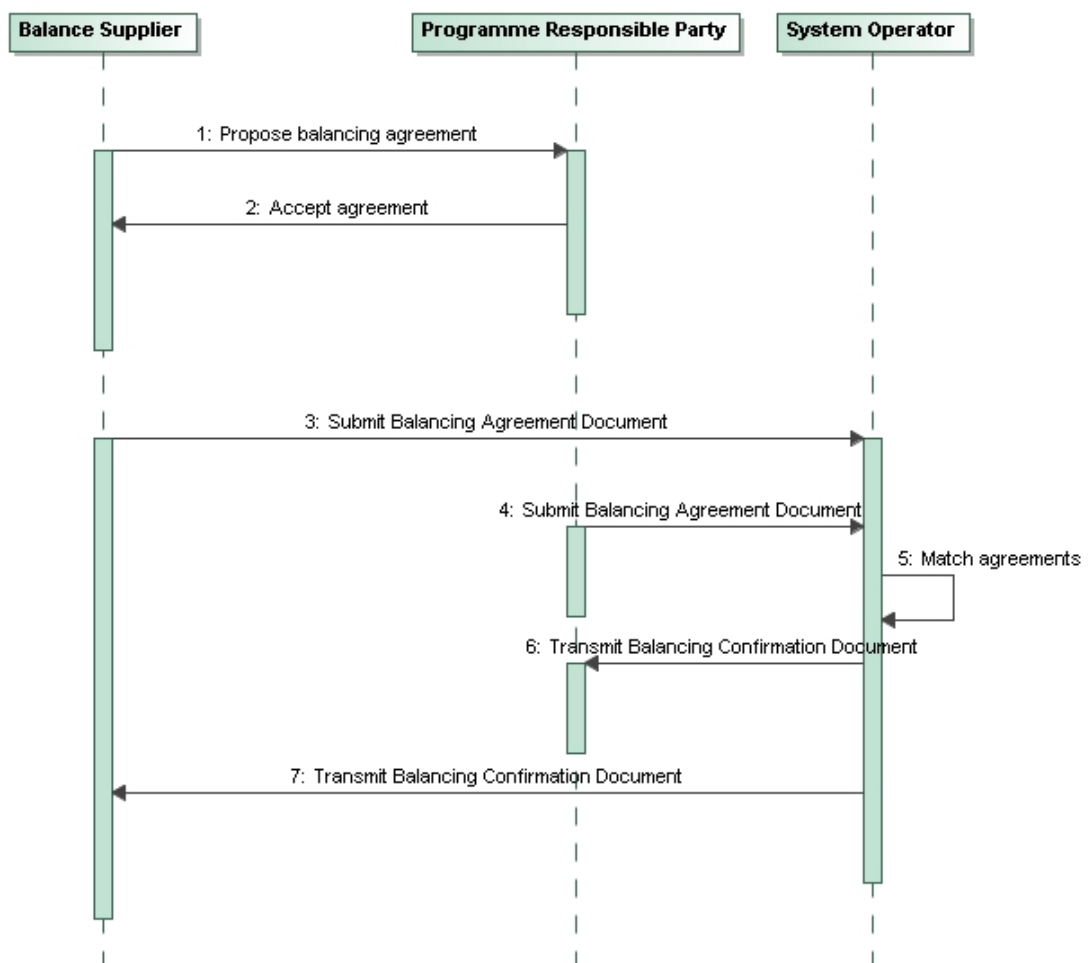 Balance Supplier
Programme Responsible Party
System Operator
1: Propose balancing agreement
2: Accept agreement
3: Submit Balancing Agreement Document
4: Submit Balancing Agreement Document
5: Match agreements
6: Transmit Balancing Confirmation Document
7: Transmit Balancing Confirmation Document